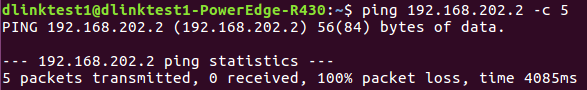 dlinktest1@dlinktest1-PowerEdge-R430:~$ ping 192.168.202.2 -c 5
PING 192.168.202.2 (192.168.202.2) 56(84) bytes of data.
--- 192.168.202.2 ping statistics ---
5 packets transmitted, 0 received, 100% packet loss, time 4085ms